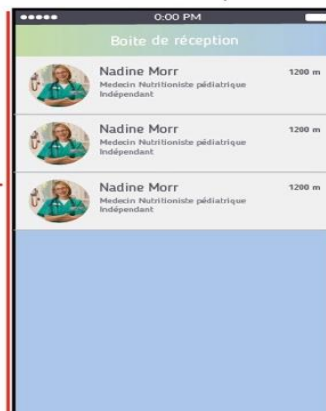 0:00 PM
Boite de réception
Nadine Morr 1200 m
Medecin Nutritioniste pédiatrique
Indépendant
Nadine Morr 1200 m
Medecin Nutritioniste pédiatrique
Indépendant
Nadine Morr 1200 m
Medecin Nutritioniste pédiatrique
Indépendant